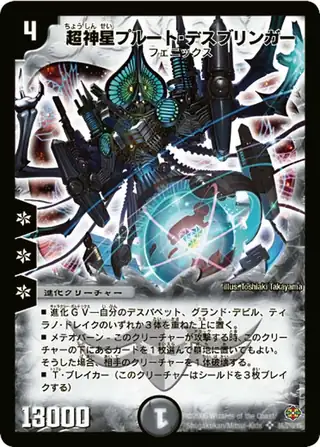 4
ちょう しん せい
超神星プルート・デスブリンガー
フェニックス
illus.Toshiaki Takayama
進化クリーチャー
■進化GV—自分のデスパペット、グランド・デビル、ティ
ラノ・ドレイクのいずれか3体を重ねた上に置く。
■メテオバーン - このクリーチャーが攻撃する時、このクリー
チャーの下にあるカードを1枚選んで墓地に置いてもよい。
そうした場合、相手のクリーチャーを1体破壊する。
■T・ブレイカー（このクリーチャーはシールドを3枚ブレイ
クする）
13000
1